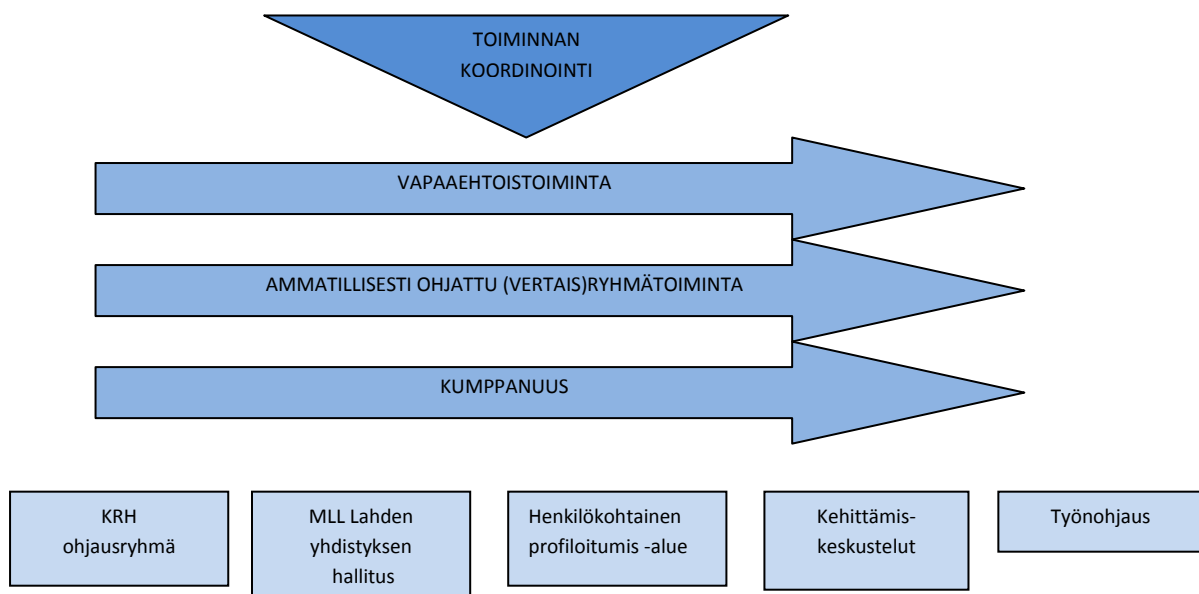 TOIMINNAN
KOORDINOINTI
VAPAAEHTOISTOIMINTA
AMMATILLISESTI OHJATTU (VERTAIS)RYHMÄTOIMINTA
KUMPPANUUS
KRH
ohjausryhmä
MLL Lahden
yhdistyksen
hallitus
Henkilökohtainen
profiloitumis -alue
Kehittämis-
keskustelut
Työnohjaus